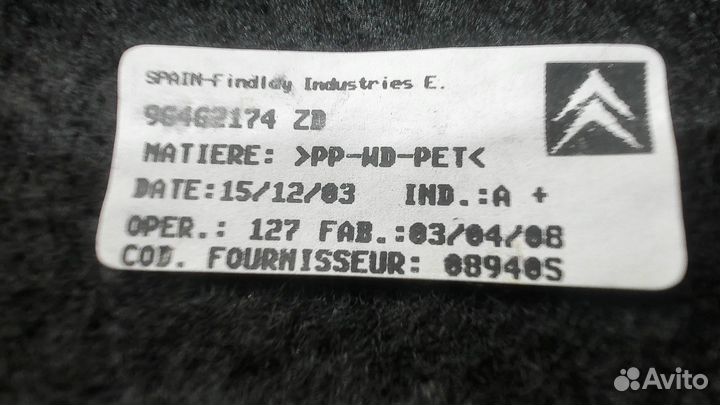 SPAIN-Findlay Industries E.
96462174 ZD
MATIERE: >PP-WD-PET<
DATE:15/12/03 IND.:A +
OPER.: 127 FAB.:03/04/08
COD. FOURNISSEUR: 08940S
Avito